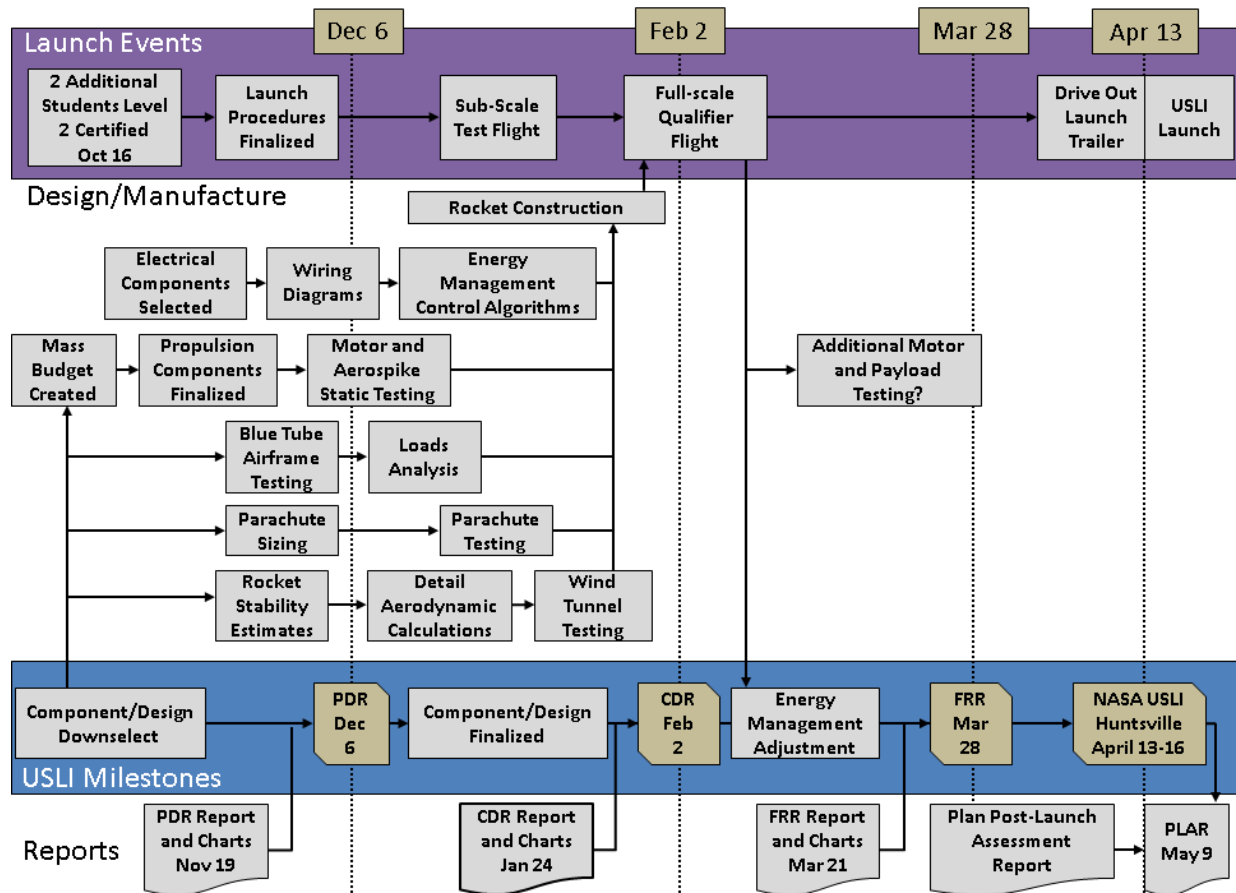 Launch Events
Dec 6
Feb 2
Mar 28
Apr 13
2 Additional
Students Level
2 Certified
Oct 16
Launch
Procedures
Finalized
Sub-Scale
Test Flight
Full-scale
Qualifier
Flight
Drive Out
Launch
Trailer
USLI
Launch
Design/Manufacture
Rocket Construction
Electrical
Components
Selected
Wiring
Diagrams
Energy
Management
Control Algorithms
Mass
Budget
Created
Propulsion
Components
Finalized
Motor and
Aerospike
Static Testing
Additional Motor
and Payload
Testing?
Blue Tube
Airframe
Testing
Loads
Analysis
Parachute
Sizing
Parachute
Testing
Rocket
Stability
Estimates
Detail
Aerodynamic
Calculations
Wind
Tunnel
Testing
Component/Design
Downselect
PDR
Dec
6
Component/Design
Finalized
CDR
Feb
2
Energy
Management
Adjustment
FRR
Mar
28
NASA USLI
Huntsville
April 13-16
USLI Milestones
Reports
PDR Report
and Charts
Nov 19
CDR Report
and Charts
Jan 24
FRR Report
and Charts
Mar 21
Plan Post-Launch
Assessment
Report
PLAR
May 9